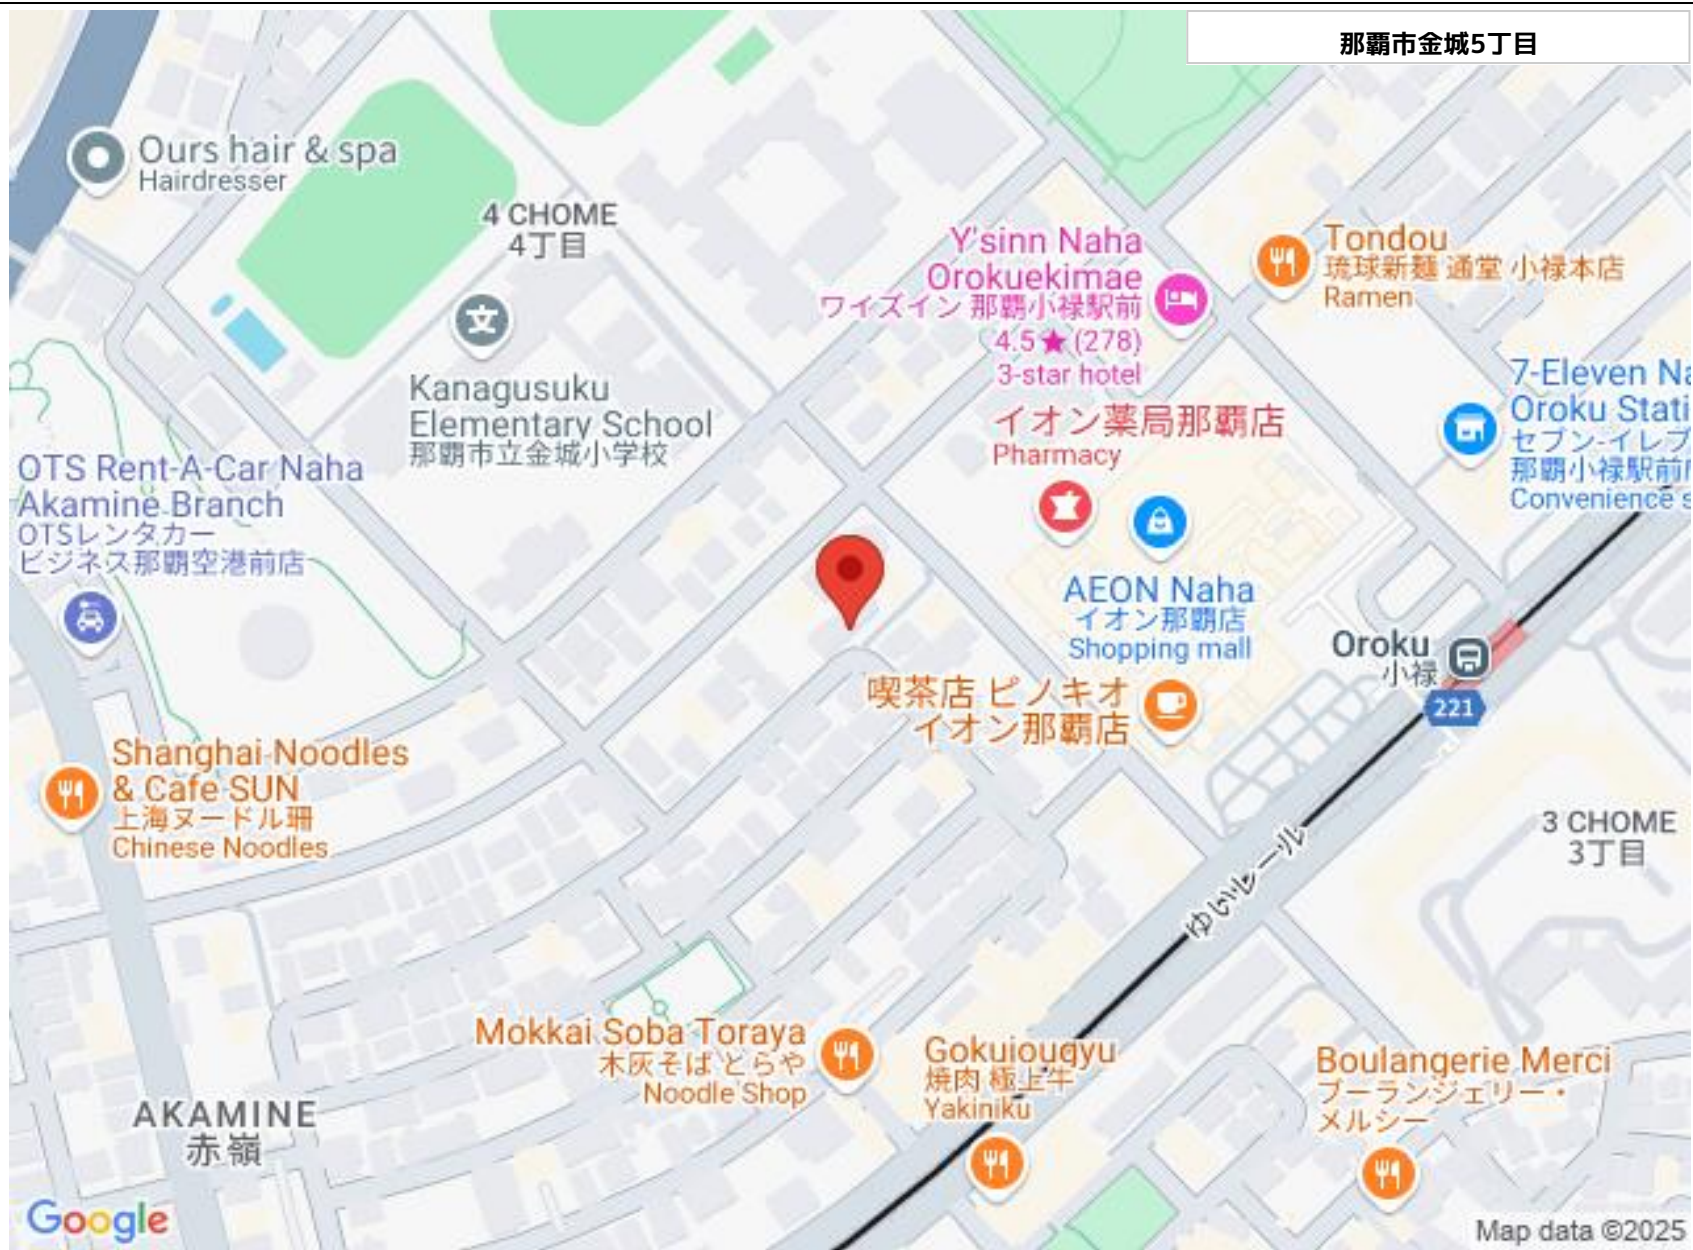 那覇市金城5丁目
Ours hair & spa
Hairdresser
4 CHOME
4丁目
Y'sinn Naha
Orokuekimae
ワイズイン 那覇小禄駅前
4.5★(278)
3-star hotel
Tondou
琉球新麺 通堂 小禄本店
Ramen
Kanagusuku
Elementary School
那覇市立金城小学校
7-Eleven Na
Oroku Stati
セブン-イレブ
那覇小禄駅前
Convenience s
イオン薬局那覇店
Pharmacy
OTS Rent-A-Car Naha
Akamine Branch
OTSレンタカー
ビジネス那覇空港前店
AEON Naha
イオン那覇店
Shopping mall
Oroku
小禄
221
喫茶店 ピノキオ
イオン那覇店
Shanghai Noodles
& Cafe SUN
上海ヌードル珊
Chinese Noodles
3 CHOME
3丁目
ゆいレール
Mokkai Soba Toraya
木灰そば とらや
Noodle Shop
Gokujougyu
焼肉 極上牛
Yakiniku
Boulangerie Merci
ブーランジェリー・
メルシー
AKAMINE
赤嶺
Google
Map data ©2025